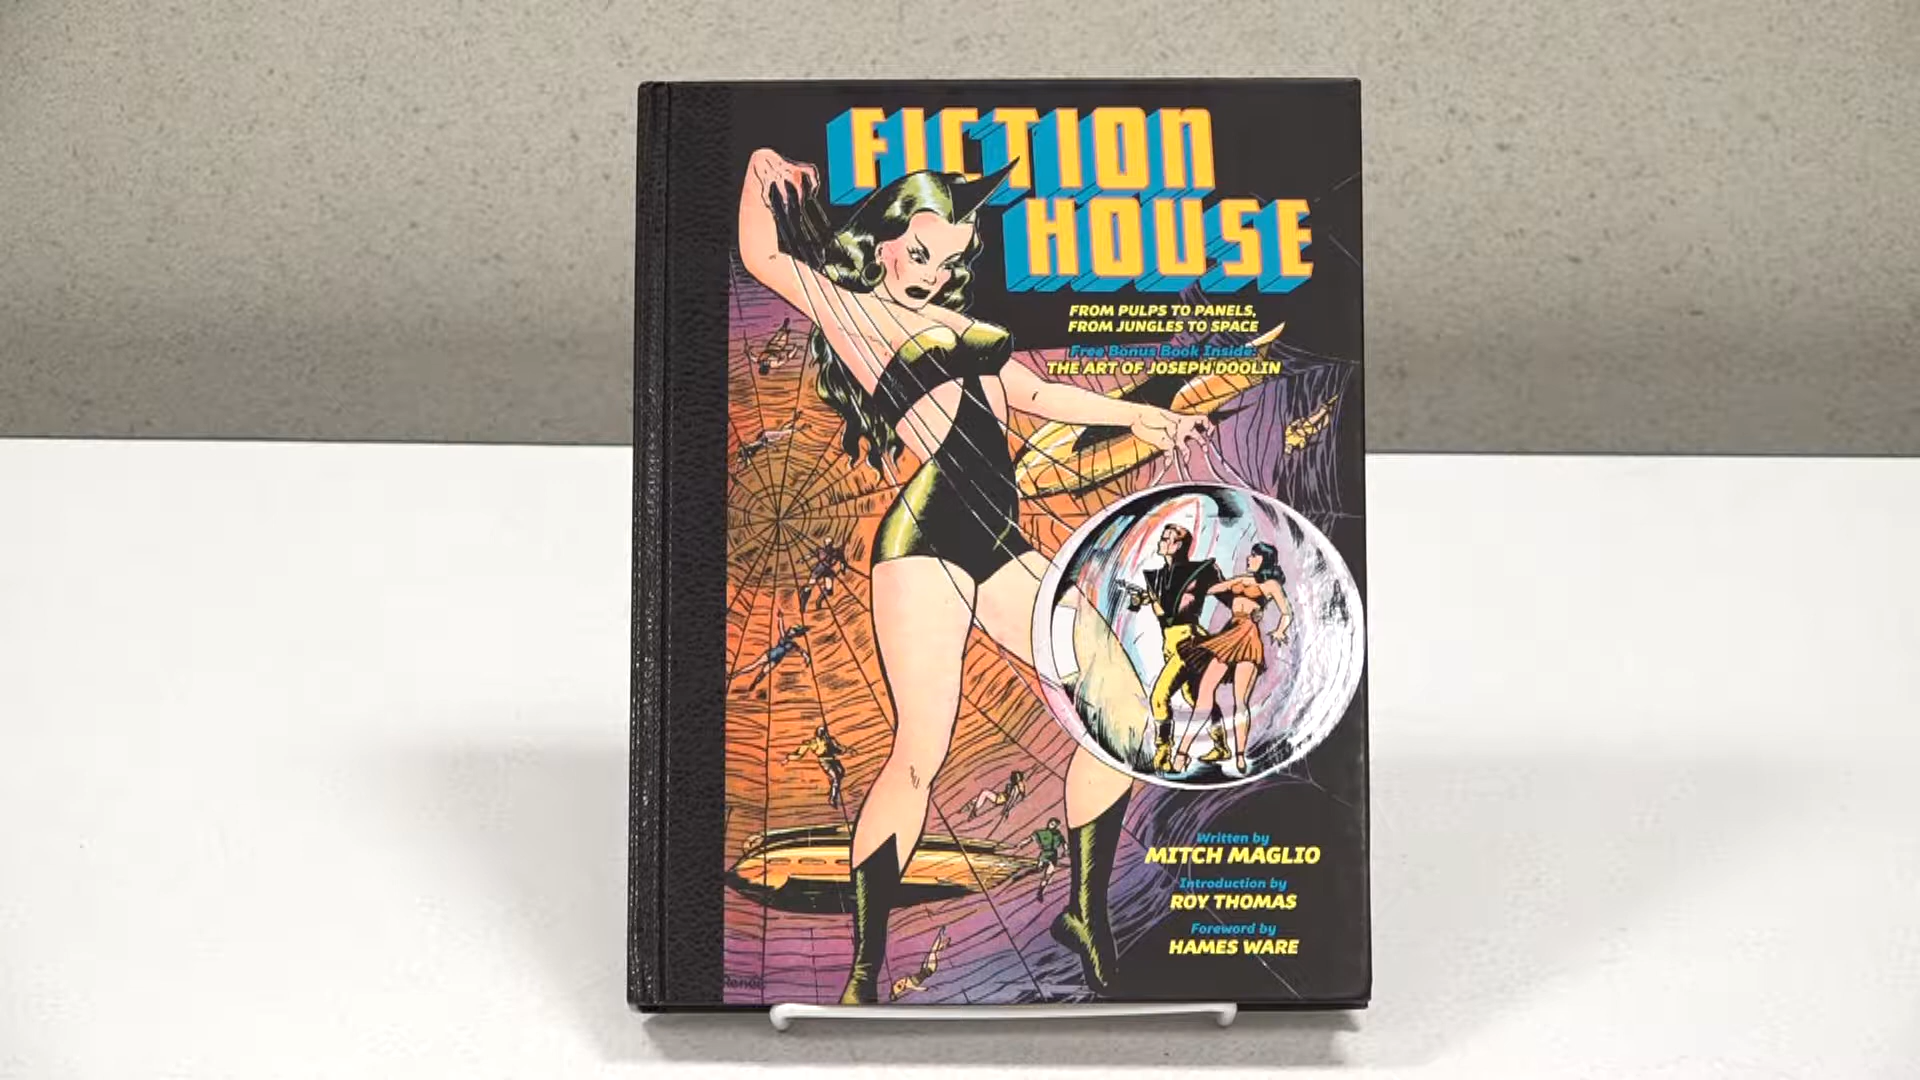 FICTION
HOUSE
FROM PULPS TO PANELS,
FROM JUNGLES TO SPACE
Free Bonus Book Inside:
THE ART OF JOSEPH DOOLIN
Written by
MITCH MAGLIO
Introduction by
ROY THOMAS
Foreword by
HAMES WARE